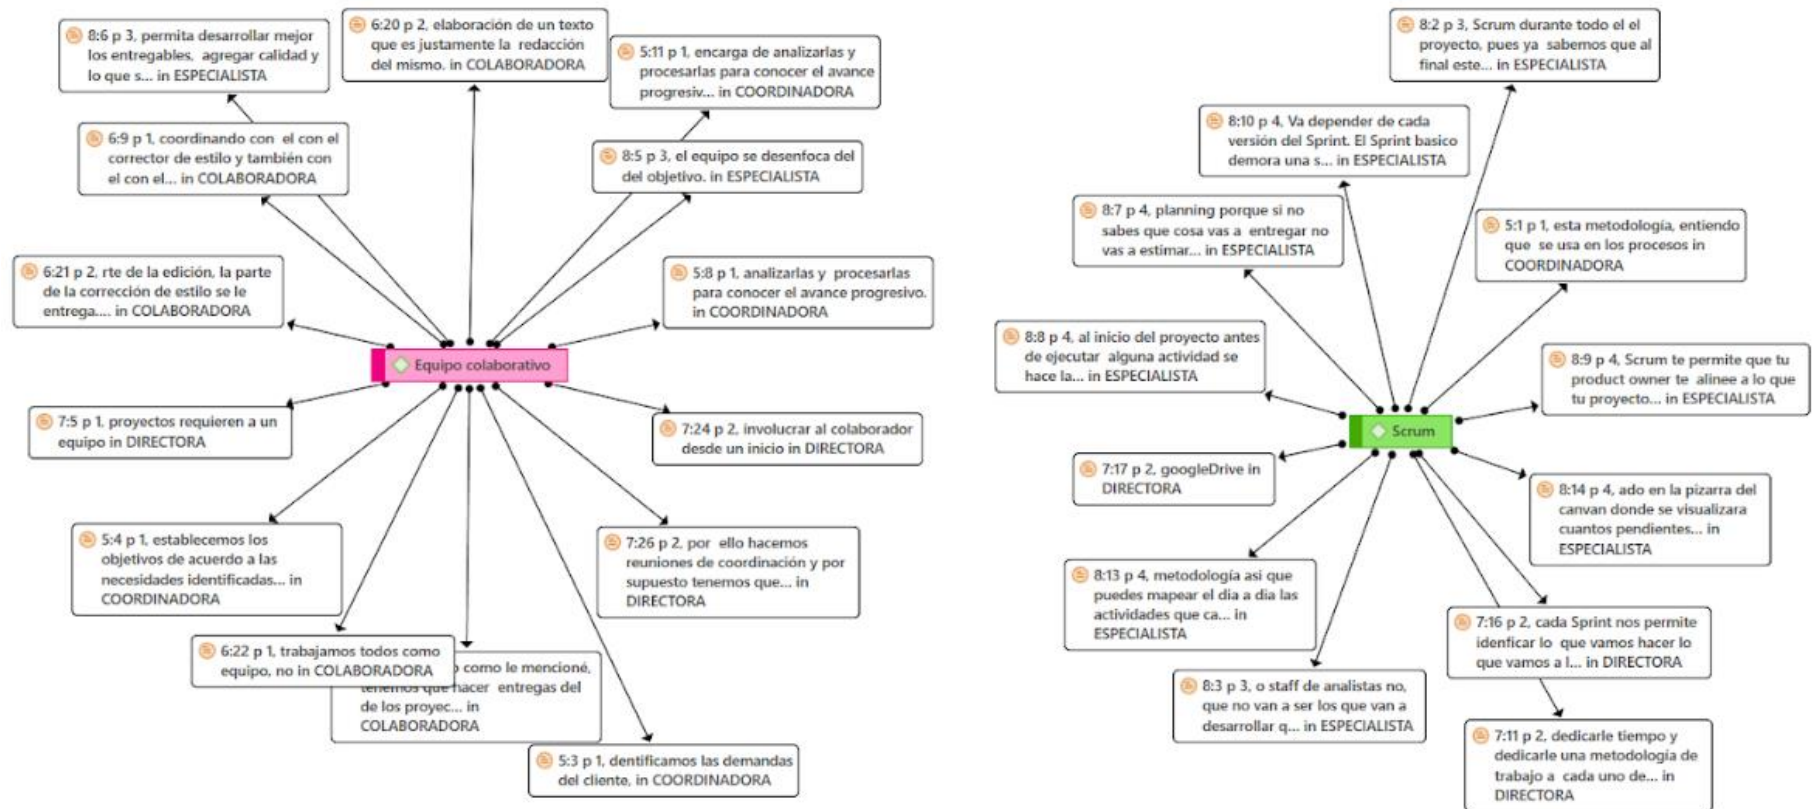 8:6 p 3, permita desarrollar mejor
los entregables, agregar calidad y
lo que s... in ESPECIALISTA
6:20 p 2, elaboración de un texto
que es justamente la redacción
del mismo. in COLABORADORA
5:11 p 1, encarga de analizarlas y
procesarlas para conocer el avance
progresiv... in COORDINADORA
6:9 p 1, coordinando con el con el
corrector de estilo y también con
el con el... in COLABORADORA
8:5 p 3, el equipo se desenfoca del
del objetivo. in ESPECIALISTA
6:21 p 2, rte de la edición, la parte
de la corrección de estilo se le
entrega.... in COLABORADORA
5:8 p 1, analizarlas y procesarlas
para conocer el avance progresivo.
in COORDINADORA
Equipo colaborativo
7:5 p 1, proyectos requieren a un
equipo in DIRECTORA
7:24 p 2, involucrar al colaborador
desde un inicio in DIRECTORA
5:4 p 1, establecemos los
objetivos de acuerdo a las
necesidades identificadas... in
COORDINADORA
7:26 p 2, por ello hacemos
reuniones de coordinación y por
supuesto tenemos que... in
DIRECTORA
6:22 p 1, trabajamos todos como
equipo, no in COLABORADORA
como le mencioné,
tenemos que hacer entregas del
de los proyec... in
COLABORADORA
5:3 p 1, dentificamos las demandas
del cliente, in COORDINADORA
8:2 p 3, Scrum durante todo el el
proyecto, pues ya sabemos que al
final este... in ESPECIALISTA
8:10 p 4, Va depender de cada
versión del Sprint. El Sprint basico
demora una s... in ESPECIALISTA
8:7 p 4, planning porque si no
sabes que cosa vas a entregar no
vas a estimar... in ESPECIALISTA
5:1 p 1, esta metodología, entiendo
que se usa en los procesos in
COORDINADORA
8:8 p 4, al inicio del proyecto antes
de ejecutar alguna actividad se
hace la... in ESPECIALISTA
8:9 p 4, Scrum te permite que tu
product owner te alinee a lo que
tu proyecto... in ESPECIALISTA
Scrum
7:17 p 2, googleDrive in
DIRECTORA
8:14 p 4, ado en la pizarra del
canvan donde se visualizara
cuantos pendientes... in
ESPECIALISTA
8:13 p 4, metodología asi que
puedes mapear el dia a dia las
actividades que ca... in
ESPECIALISTA
7:16 p 2, cada Sprint nos permite
idenficar lo que vamos hacer lo
que vamos a l... in DIRECTORA
8:3 p 3, o staff de analistas no,
que no van a ser los que van a
desarrollar q... in ESPECIALISTA
7:11 p 2, dedicarle tiempo y
dedicarle una metodología de
trabajo a cada uno de... in
DIRECTORA